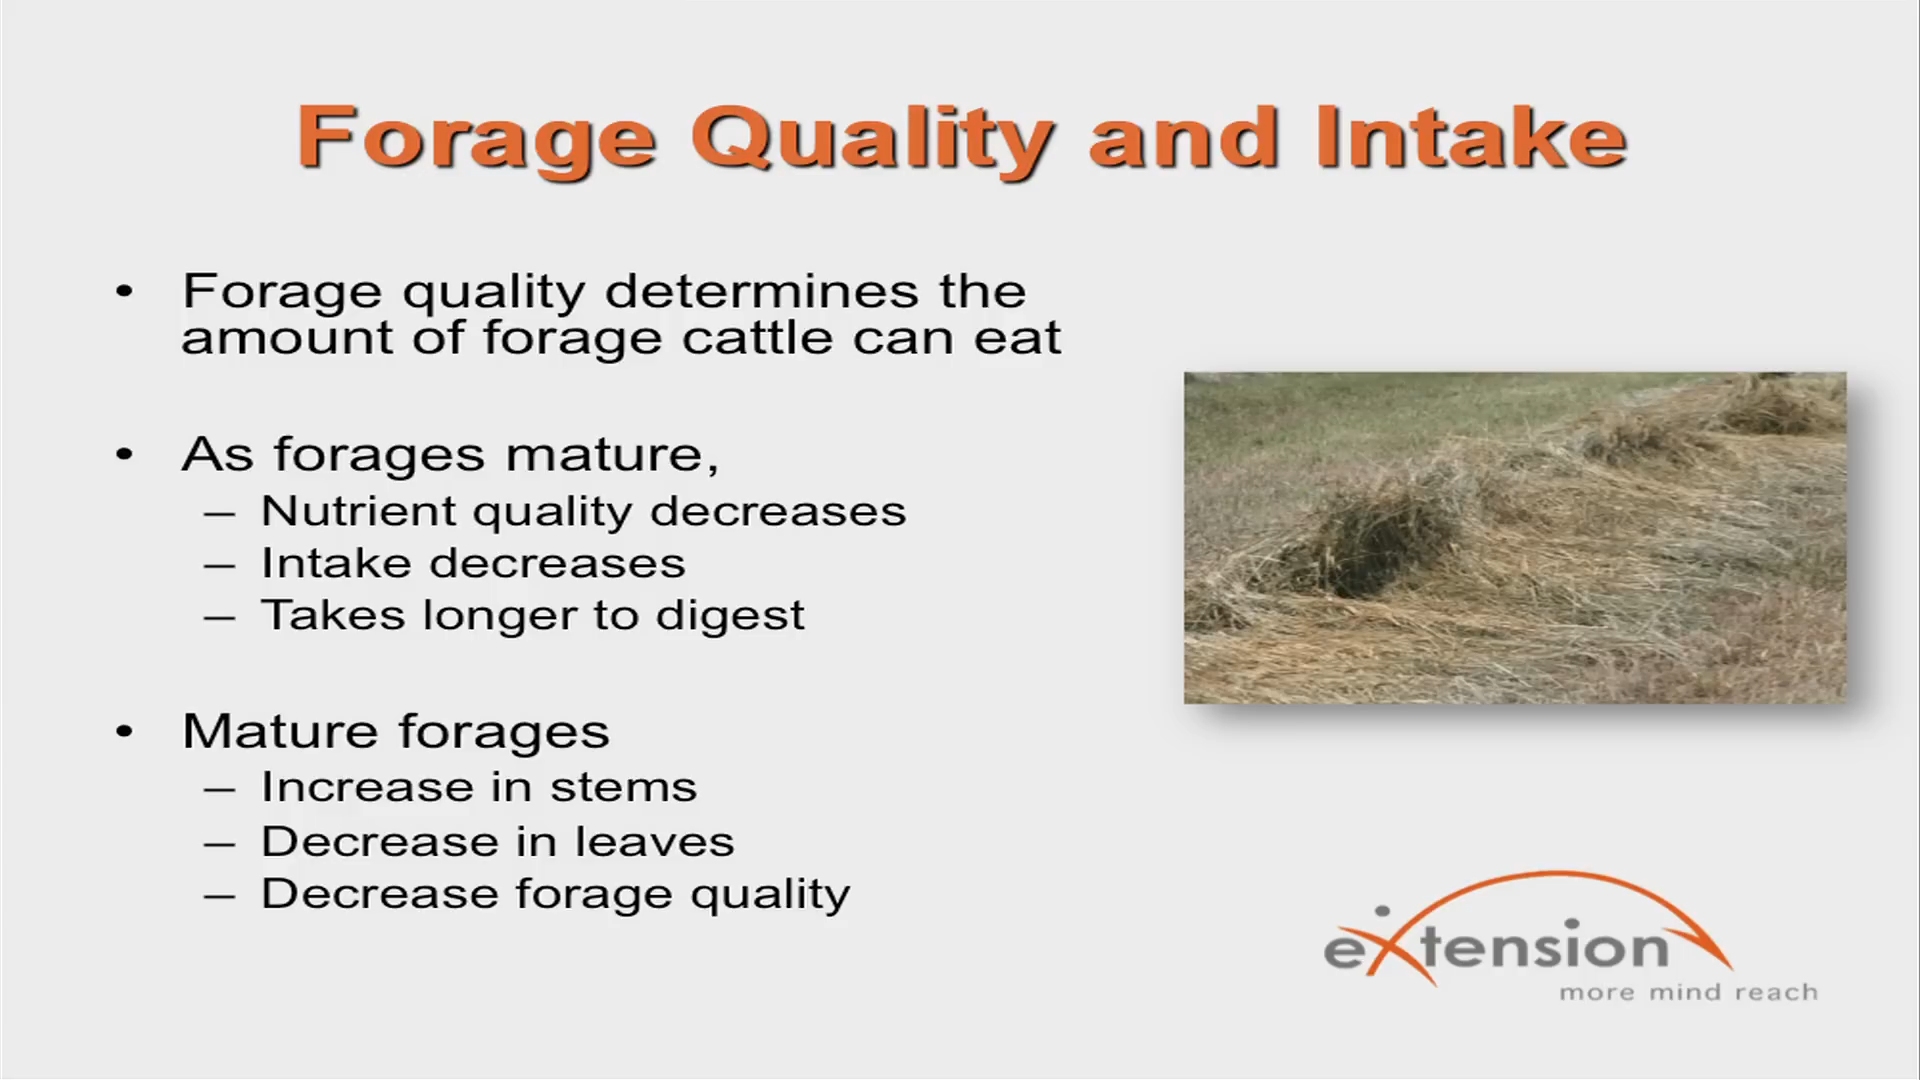 Forage Quality and Intake
• Forage quality determines the
amount of forage cattle can eat
• As forages mature,
– Nutrient quality decreases
– Intake decreases
– Takes longer to digest
• Mature forages
– Increase in stems
– Decrease in leaves
– Decrease forage quality
eXtension
more mind reach